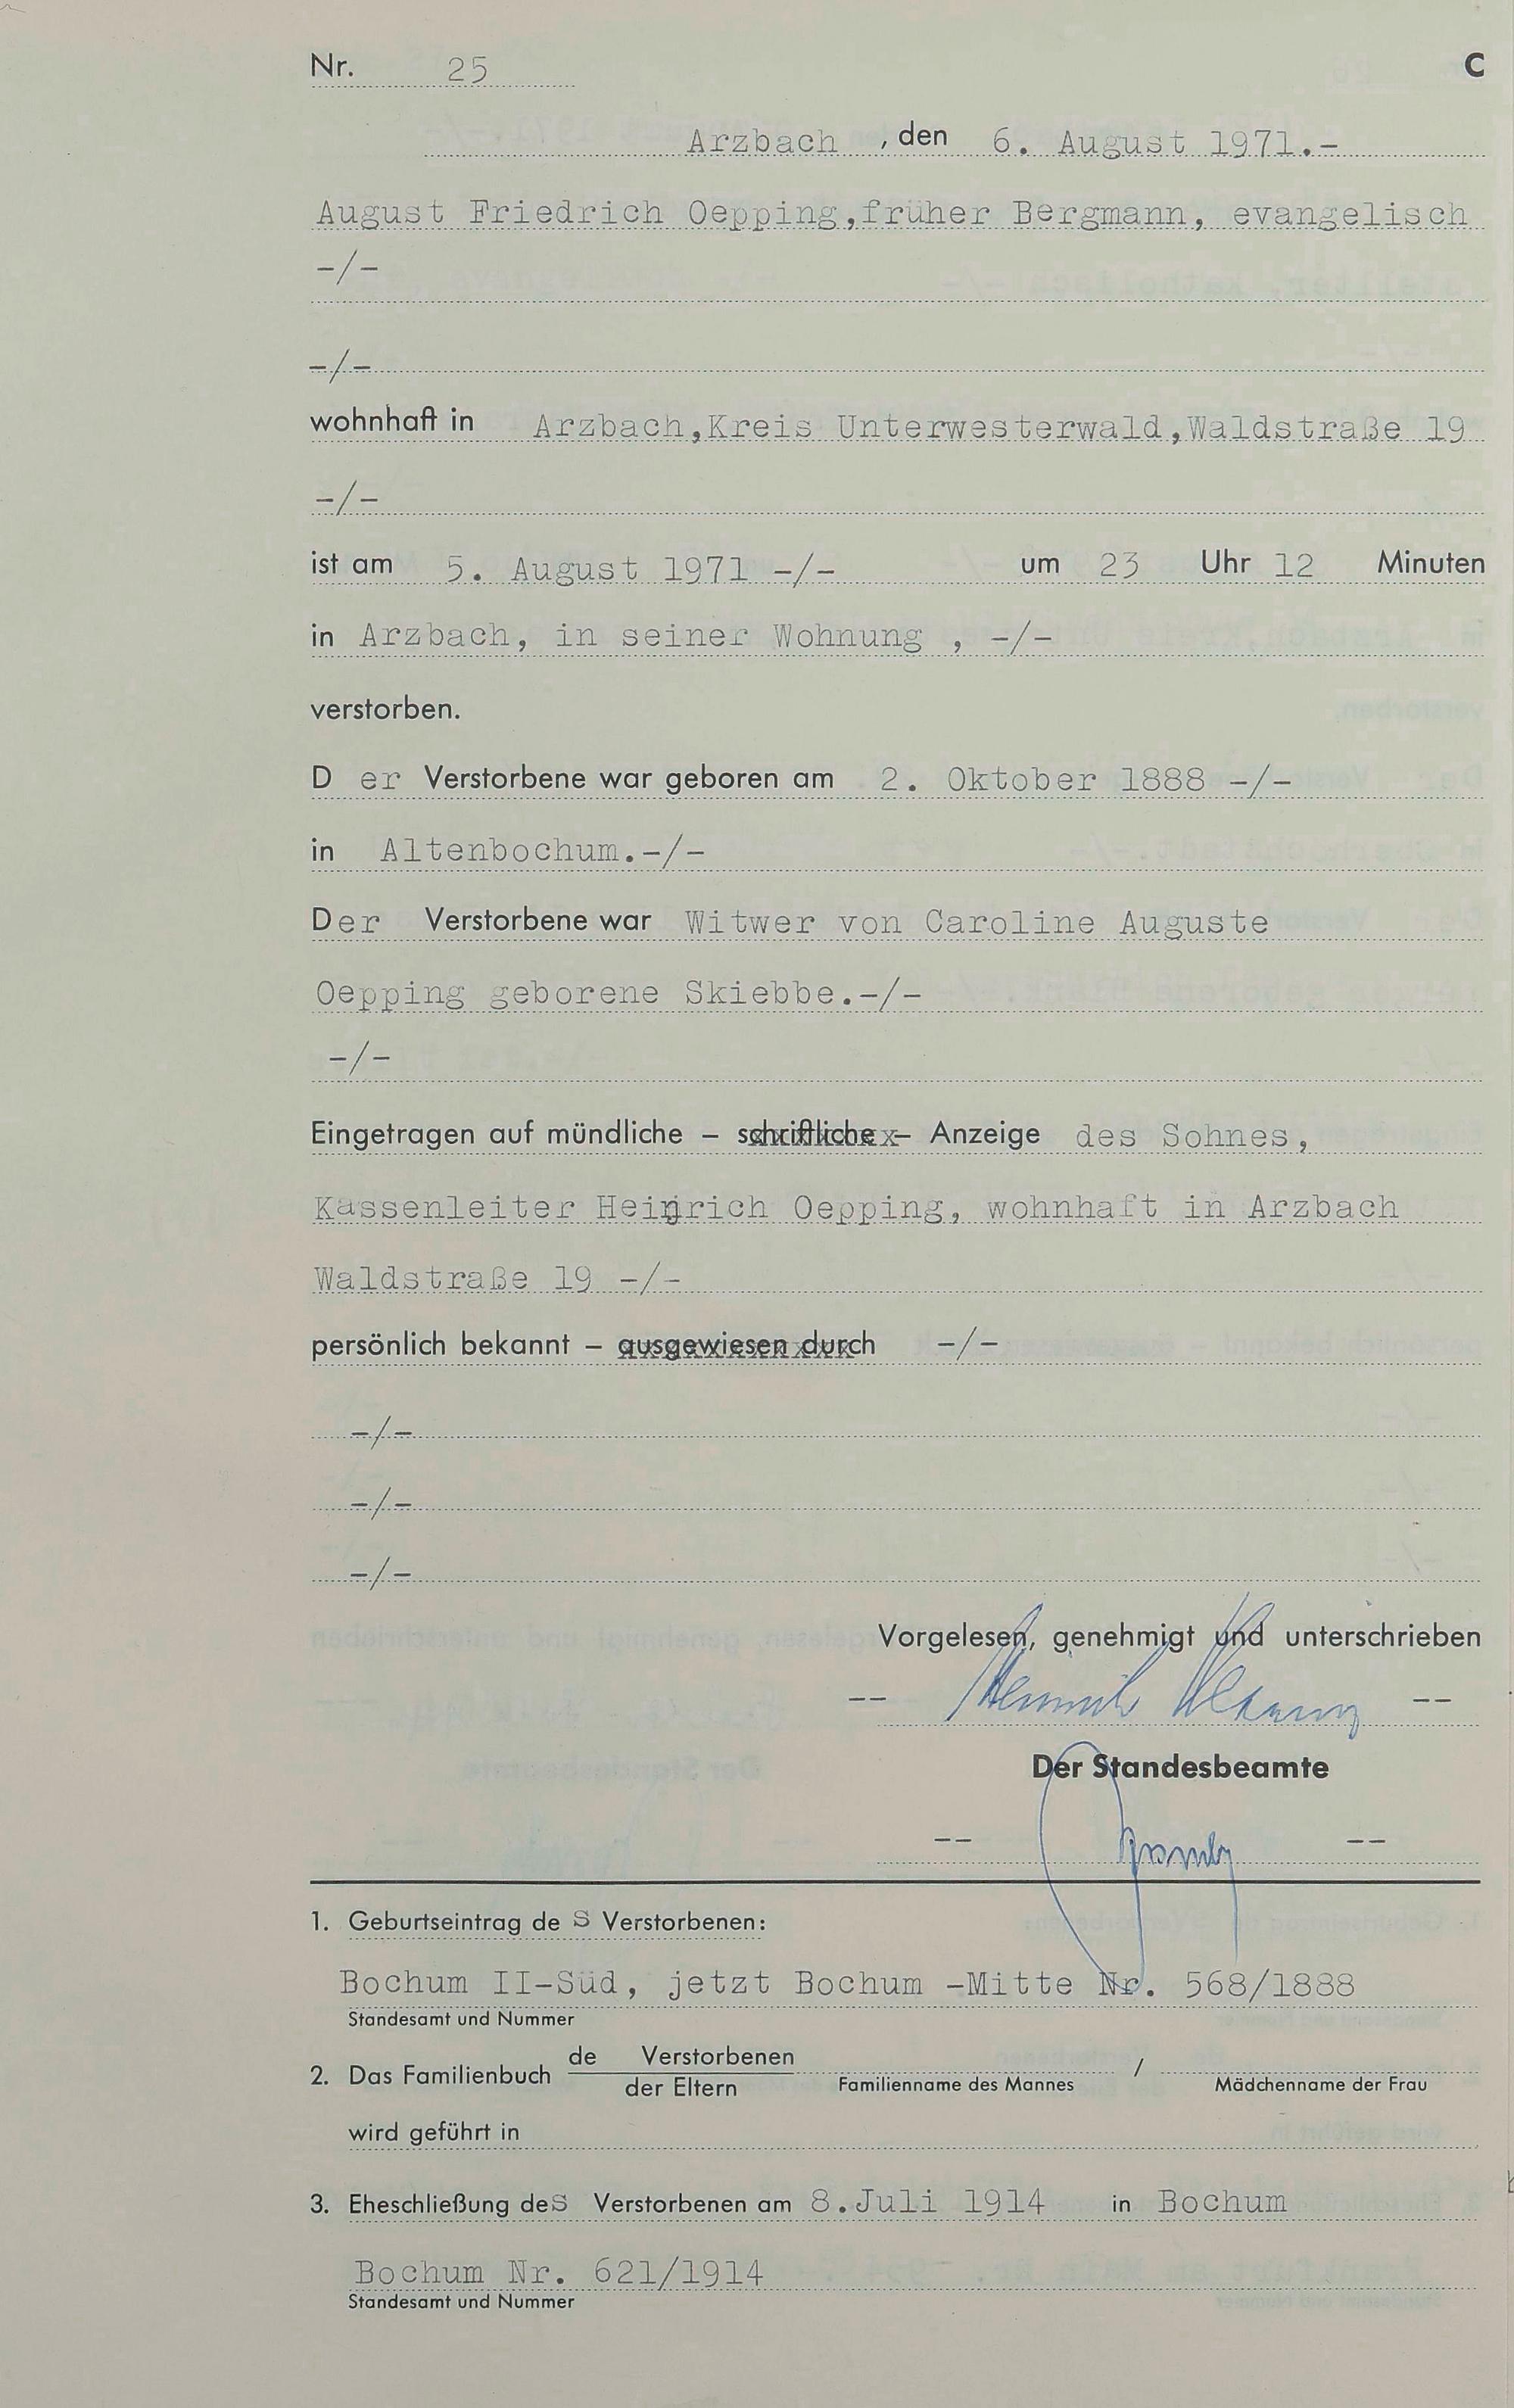 Nr. 25 C
Arzbach , den 6. August 1971.-
August Friedrich Oepping,früher Bergmann, evangelisch
-/-
-/-
wohnhaft in Arzbach,Kreis Unterwesterwald,Waldstraße 19
-/-
ist am 5. August 1971 -/- um 23 Uhr 12 Minuten
in Arzbach, in seiner Wohnung , -/-
verstorben.
D er Verstorbene war geboren am 2. Oktober 1888 -/-
in Altenbochum.-/-
Der Verstorbene war Witwer von Caroline Auguste
Oepping geborene Skiebbe.-/-
-/-
Eingetragen auf mündliche – schriftliche – Anzeige des Sohnes,
Kassenleiter Heinrich Oepping, wohnhaft in Arzbach
Waldstraße 19 -/-
persönlich bekannt – ausgewiesen durch -/-
-/-
-/-
-/-
Vorgelesen, genehmigt und unterschrieben
-- Heinrich Oepping --
Der Standesbeamte
-- --
1. Geburtseintrag de S Verstorbenen:
Bochum II-Süd, jetzt Bochum -Mitte Nr. 568/1888
Standesamt und Nummer
2. Das Familienbuch de Verstorbenen / der Eltern
Familienname des Mannes / Mädchenname der Frau
wird geführt in
3. Eheschließung deS Verstorbenen am 8.Juli 1914 in Bochum
Bochum Nr. 621/1914
Standesamt und Nummer